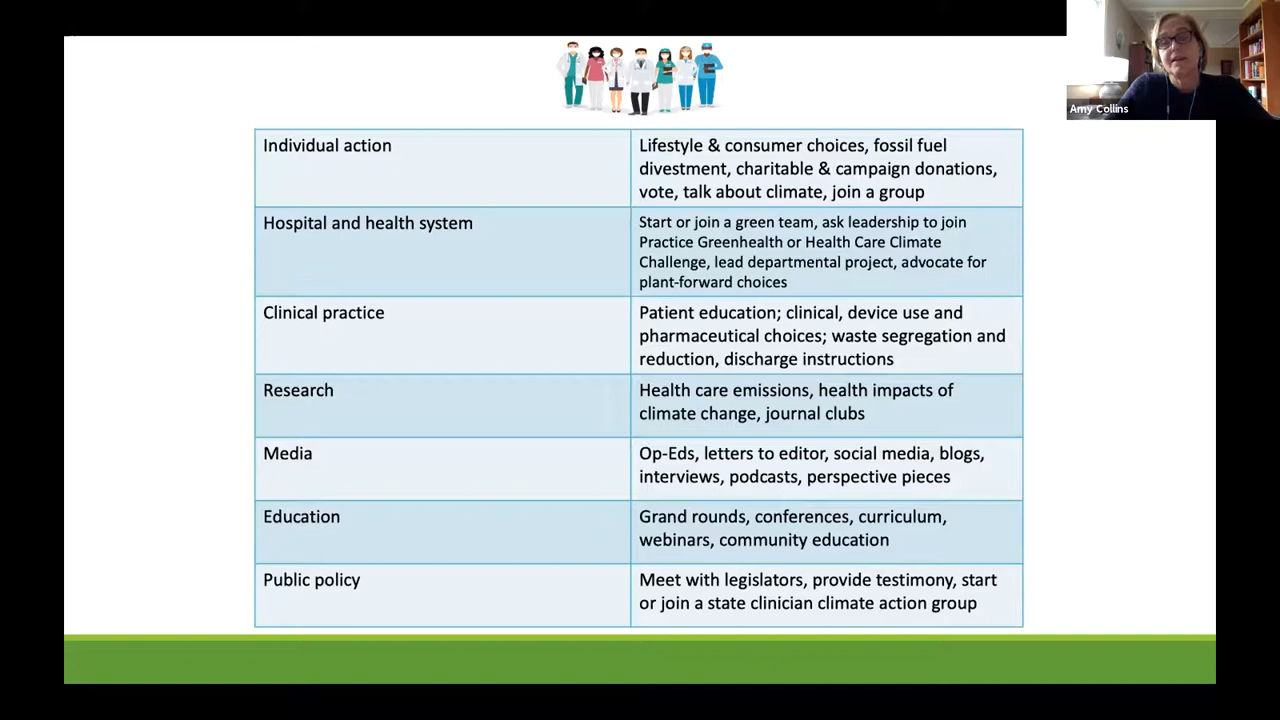 Amy Collins
Individual action
Lifestyle & consumer choices, fossil fuel
divestment, charitable & campaign donations,
vote, talk about climate, join a group
Hospital and health system
Start or join a green team, ask leadership to join
Practice Greenhealth or Health Care Climate
Challenge, lead departmental project, advocate for
plant-forward choices
Clinical practice
Patient education; clinical, device use and
pharmaceutical choices; waste segregation and
reduction, discharge instructions
Research
Health care emissions, health impacts of
climate change, journal clubs
Media
Op-Eds, letters to editor, social media, blogs,
interviews, podcasts, perspective pieces
Education
Grand rounds, conferences, curriculum,
webinars, community education
Public policy
Meet with legislators, provide testimony, start
or join a state clinician climate action group